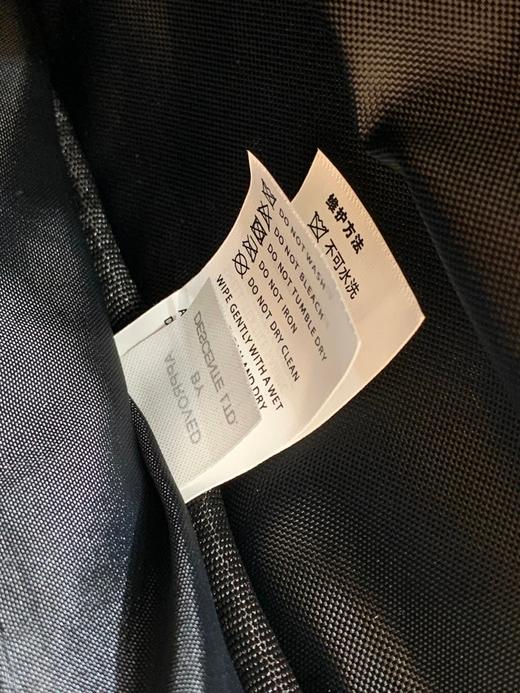 DO NOT WASH
DO NOT BLEACH
DO NOT TUMBLE DRY
DO NOT IRON
DO NOT DRY CLEAN
WIPE GENTLY WITH A WET
AND DRY
APPROVED
BY
DESCENTE LTD
维护方法
不可水洗